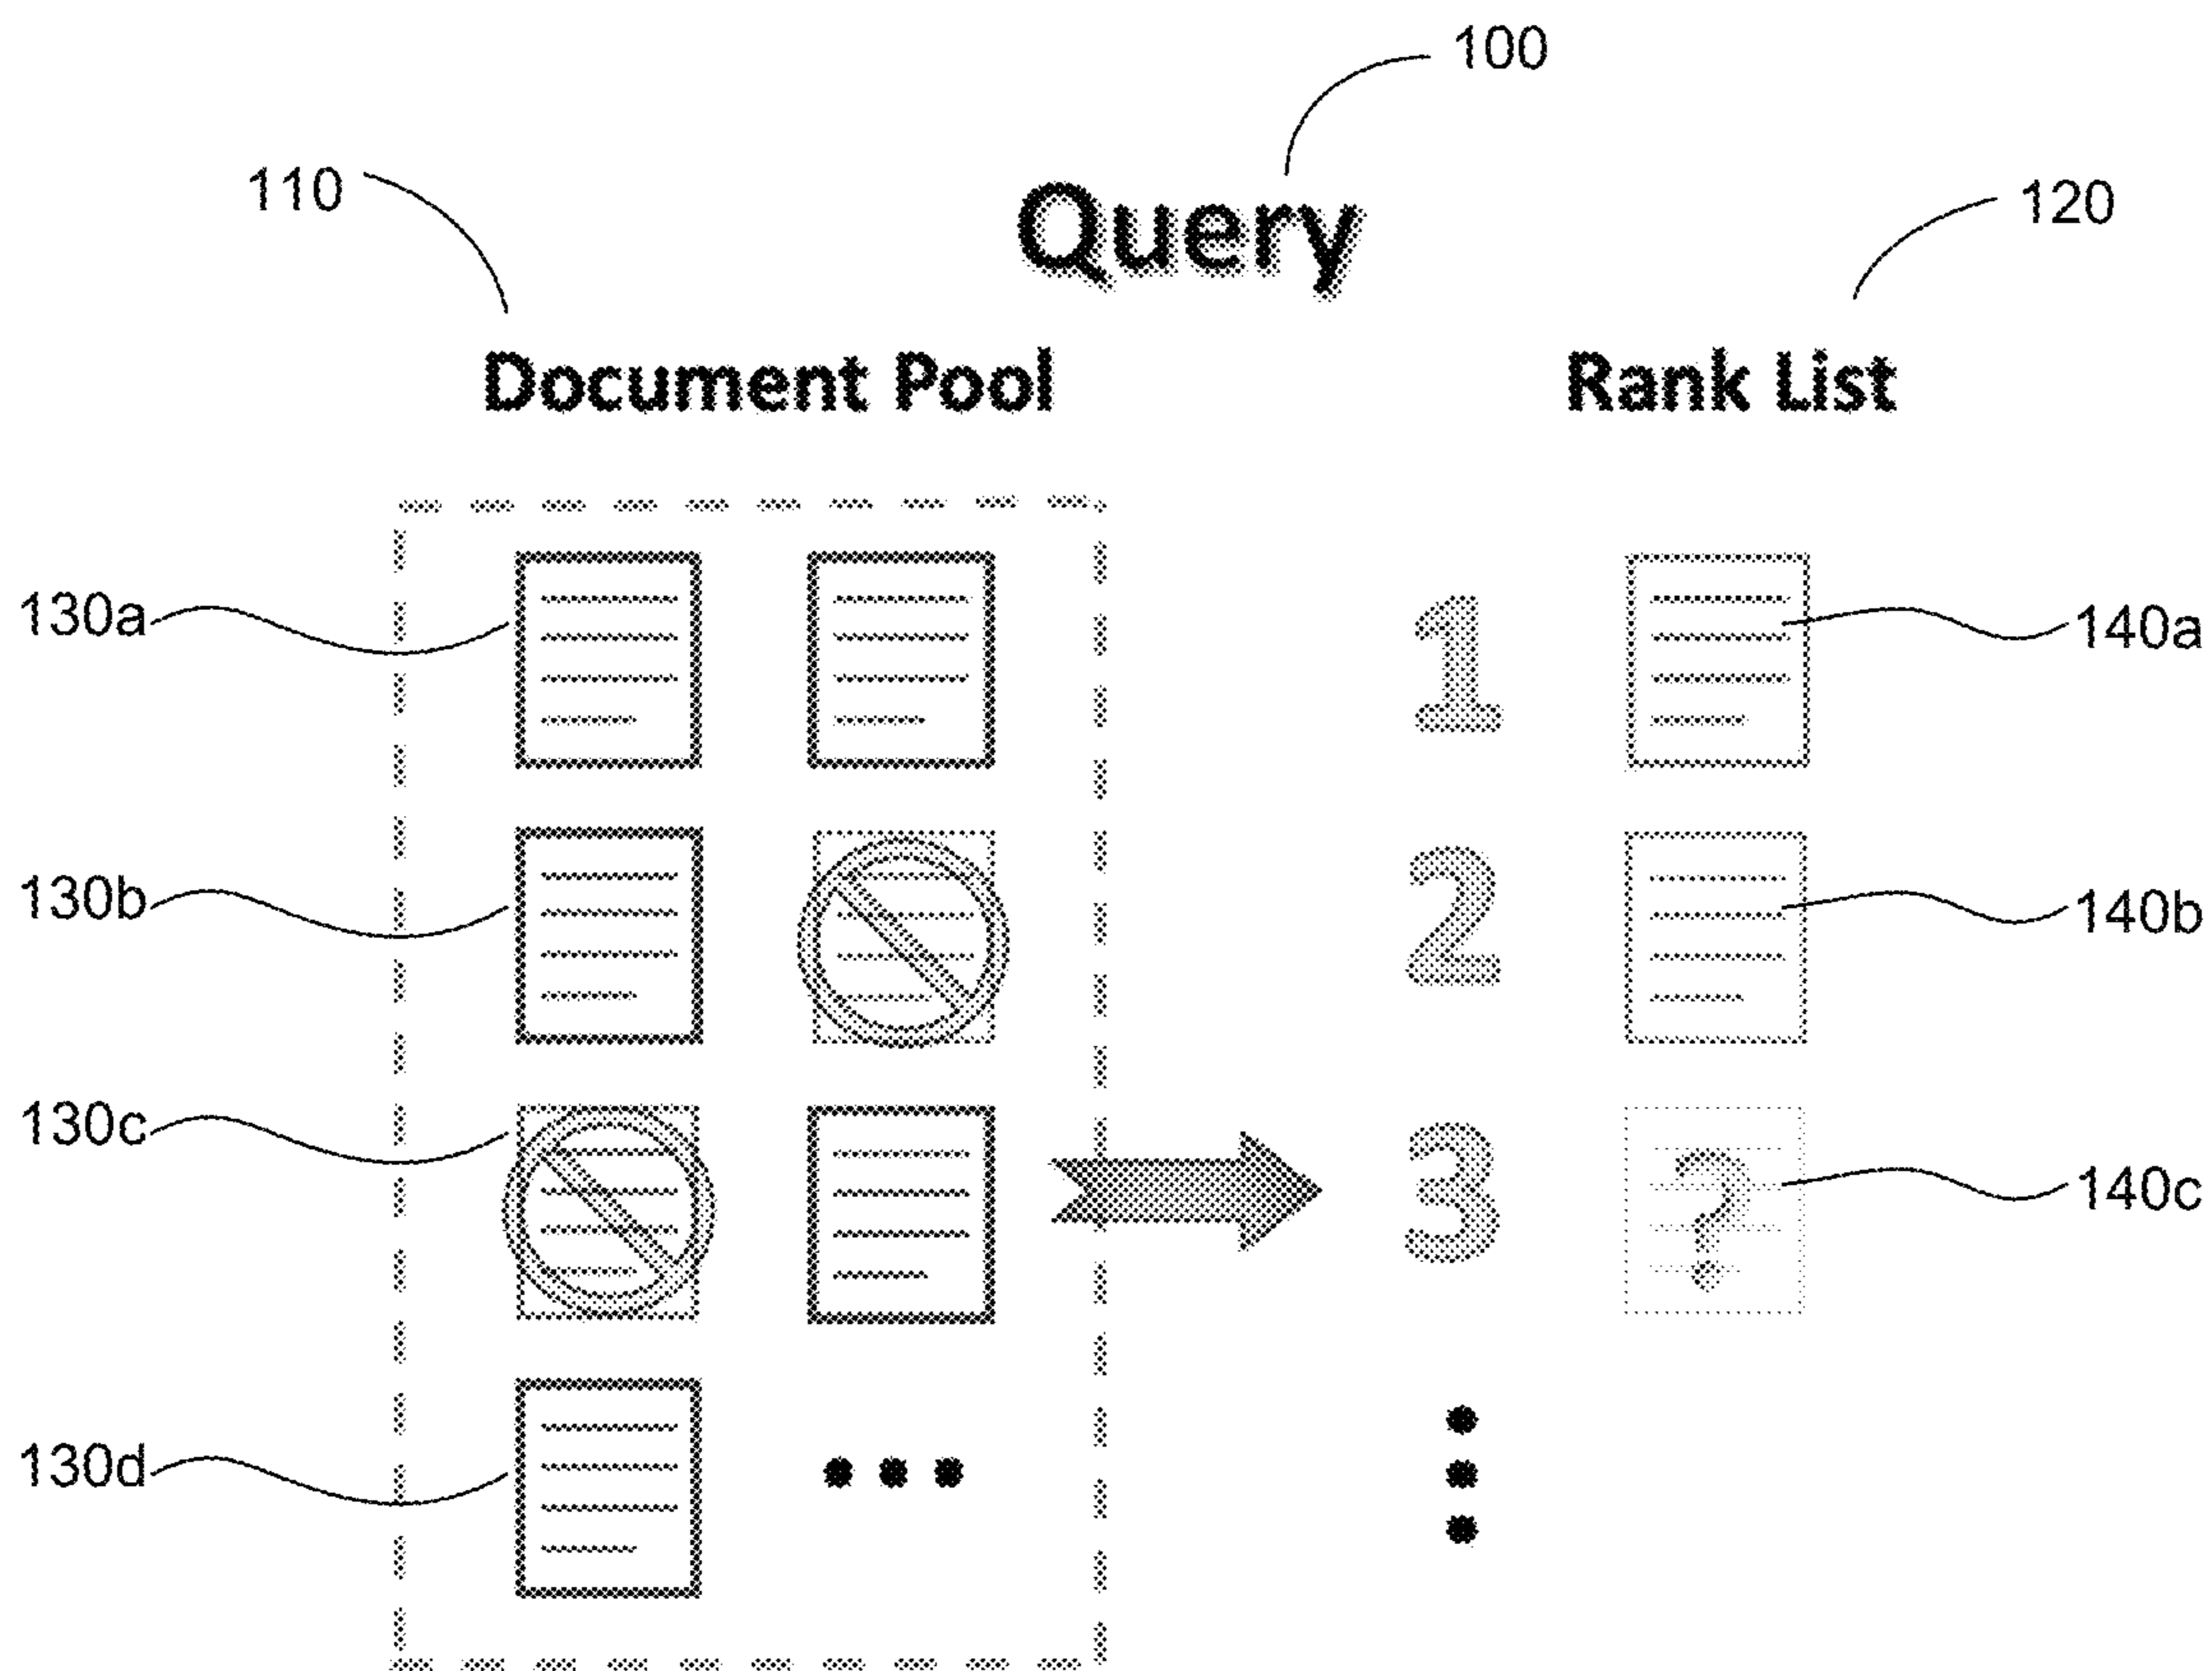 100
110
Query
120
Document Pool
Rank List
130a
1
140a
130b
2
140b
130c
3
?
140c
130d